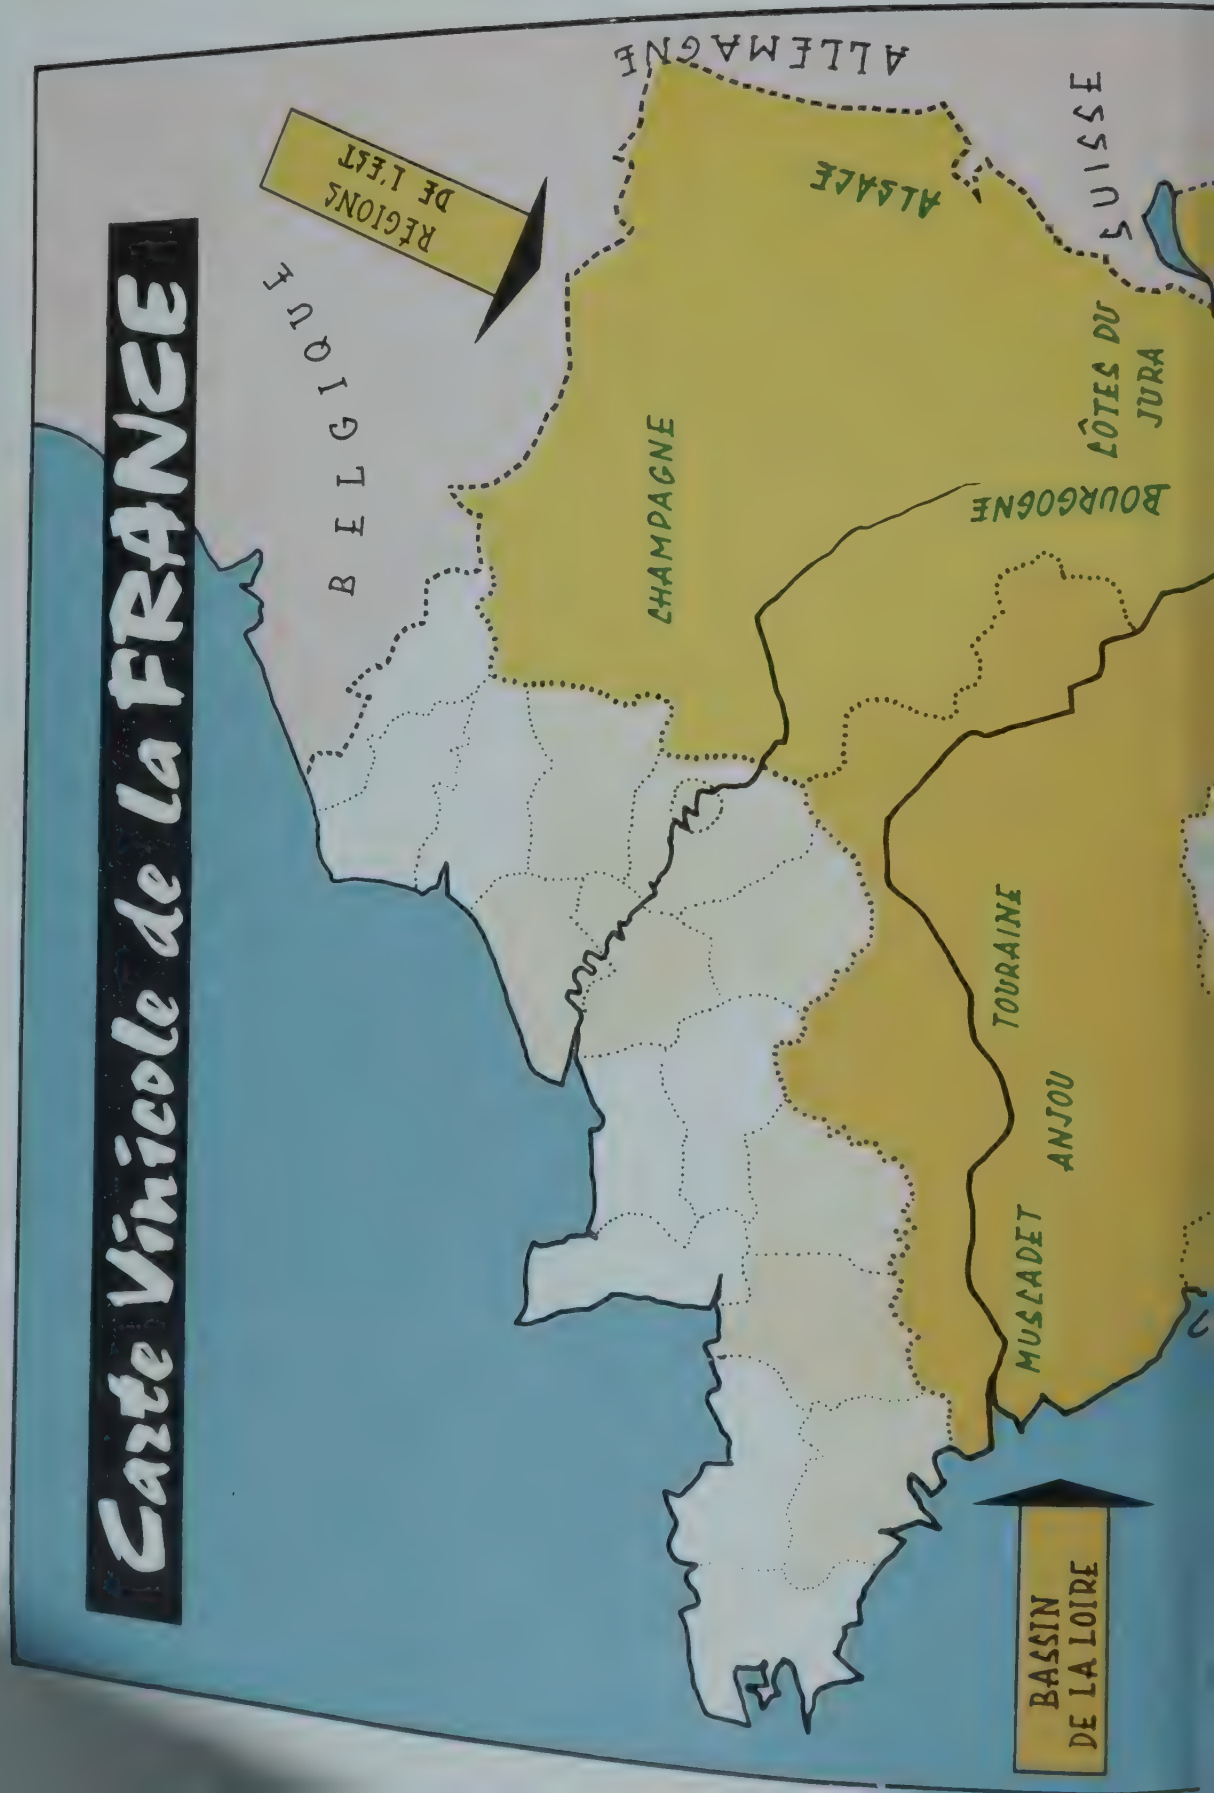 Carte Vinicole de la FRANCE
BELGIQUE
RÉGIONS
DE L'EST
ALLEMAGNE
CHAMPAGNE
ALSACE
SUISSE
BOURGOGNE
CÔTES DU
JURA
TOURAINE
ANJOU
MUSCADET
BASSIN
DE LA LOIRE